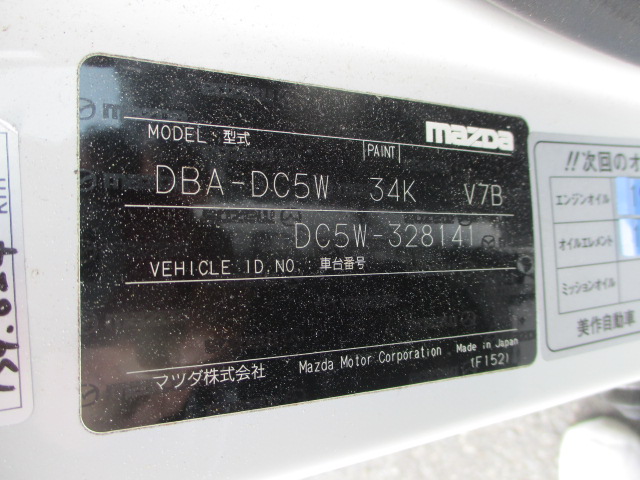 mazda
MODEL:型式
PAINT
DBA-DC5W 34K V7B
DC5W-328141
VEHICLE ID.NO. 車台番号
マツダ株式会社 Mazda Motor Corporation Made in Japan
(F152)
!!次回のオ
エンジンオイル
オイルエレメント
ミッションオイル
美作自動車
km